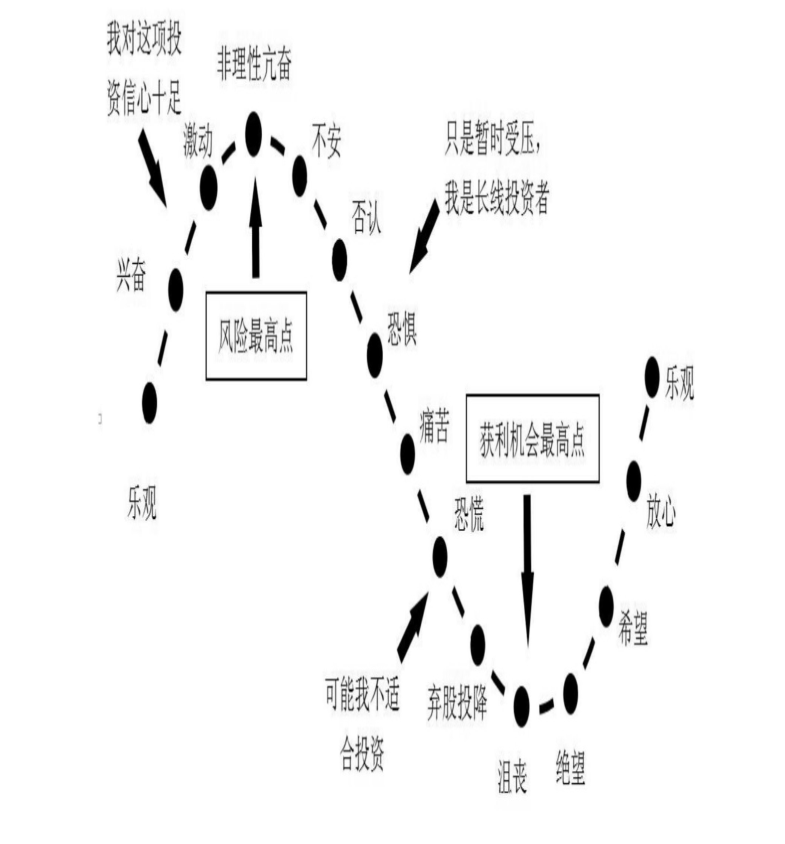 我对这项投
资信心十足
非理性亢奋
激动
不安
只是暂时受压,
我是长线投资者
否认
兴奋
风险最高点
恐惧
乐观
痛苦
获利机会最高点
乐观
恐慌
放心
希望
可能我不适
合投资
弃股投降
沮丧
绝望